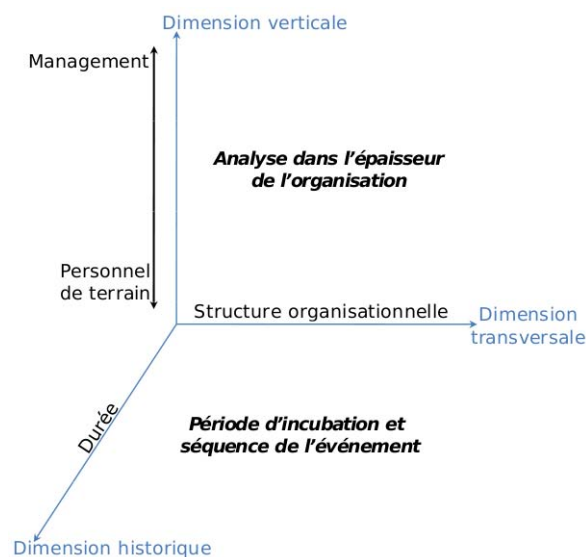 Dimension verticale
Management
Analyse dans l’épaisseur
de l’organisation
Personnel
de terrain
Structure organisationnelle
Dimension
transversale
Durée
Période d’incubation et
séquence de l’événement
Dimension historique